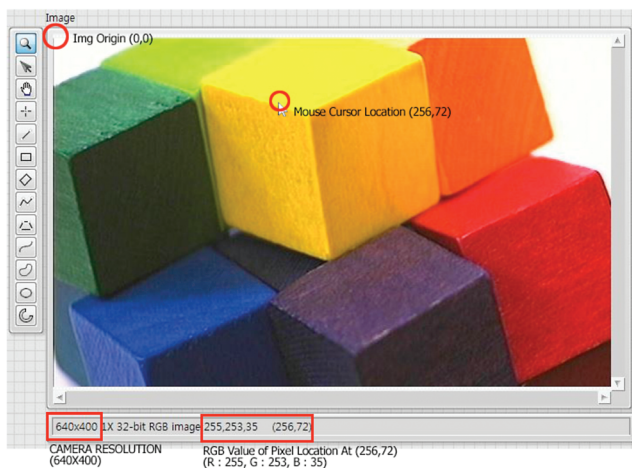 Image
Img Origin (0,0)
Mouse Cursor Location (256,72)
640x400 1X 32-bit RGB image 255,253,35 (256,72)
CAMERA RESOLUTION
(640X400)
RGB Value of Pixel Location At (256,72)
(R : 255, G : 253, B : 35)